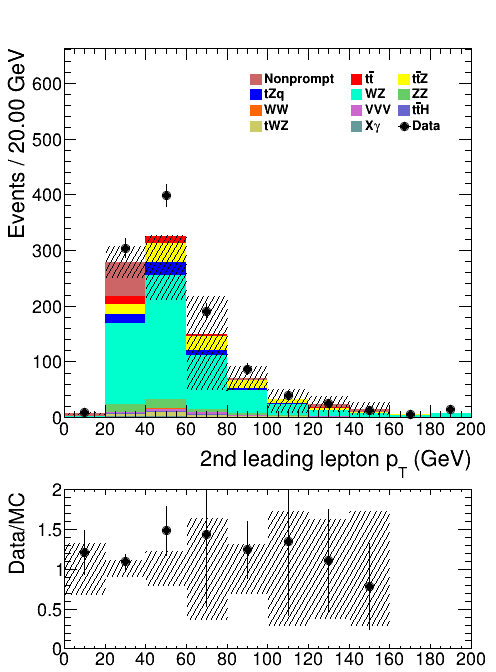 Events / 20.00 GeV
600
500
400
300
200
100
0
Nonprompt tt̄ tt̄Z
tZq WZ ZZ
WW VVV tt̄H
tWZ Xγ Data
0 20 40 60 80 100 120 140 160 180 200
2nd leading lepton p_T (GeV)
Data/MC
2
1.5
1
0.5
0
0 20 40 60 80 100 120 140 160 180 200